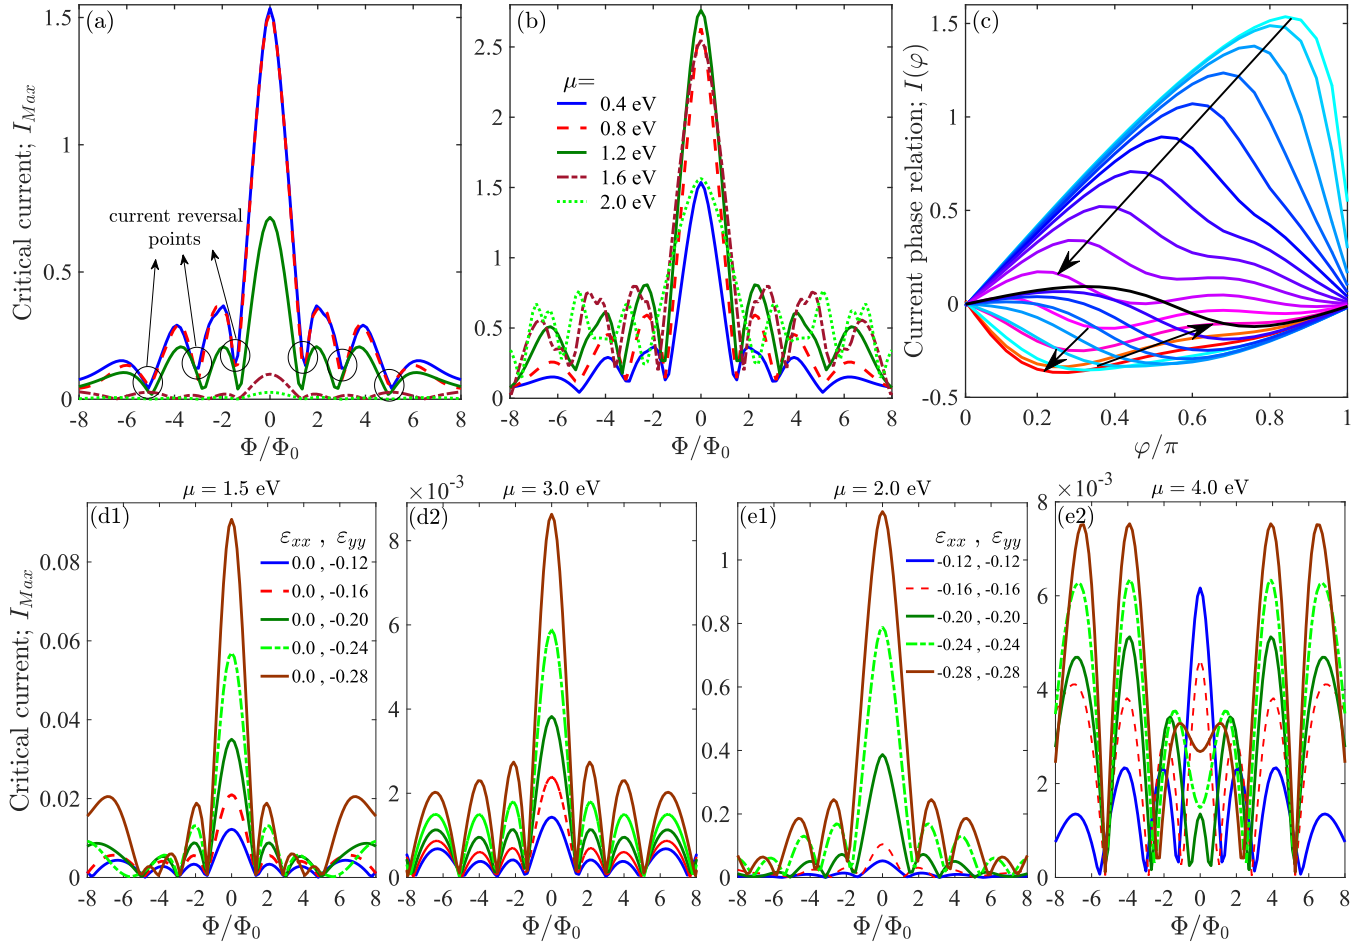 (a)
Critical current; I_Max
1.5
1
0.5
0
current reversal
points
-8 -6 -4 -2 0 2 4 6 8
Φ/Φ₀
(b)
2.5
2
1.5
1
0.5
0
μ=
0.4 eV
0.8 eV
1.2 eV
1.6 eV
2.0 eV
-8 -6 -4 -2 0 2 4 6 8
Φ/Φ₀
(c)
Current phase relation; I(φ)
1.5
1
0.5
0
-0.5
0 0.2 0.4 0.6 0.8 1
φ/π
μ = 1.5 eV
(d1)
Critical current; I_Max
0.08
0.06
0.04
0.02
0
ε_xx , ε_yy
0.0 , -0.12
0.0 , -0.16
0.0 , -0.20
0.0 , -0.24
0.0 , -0.28
-8 -6 -4 -2 0 2 4 6 8
Φ/Φ₀
×10⁻³ μ = 3.0 eV
(d2)
8
6
4
2
0
-8 -6 -4 -2 0 2 4 6 8
Φ/Φ₀
μ = 2.0 eV
(e1)
1
0.8
0.6
0.4
0.2
0
ε_xx , ε_yy
-0.12 , -0.12
-0.16 , -0.16
-0.20 , -0.20
-0.24 , -0.24
-0.28 , -0.28
-8 -6 -4 -2 0 2 4 6 8
Φ/Φ₀
×10⁻³ μ = 4.0 eV
(e2)
8
6
4
2
0
-8 -6 -4 -2 0 2 4 6 8
Φ/Φ₀